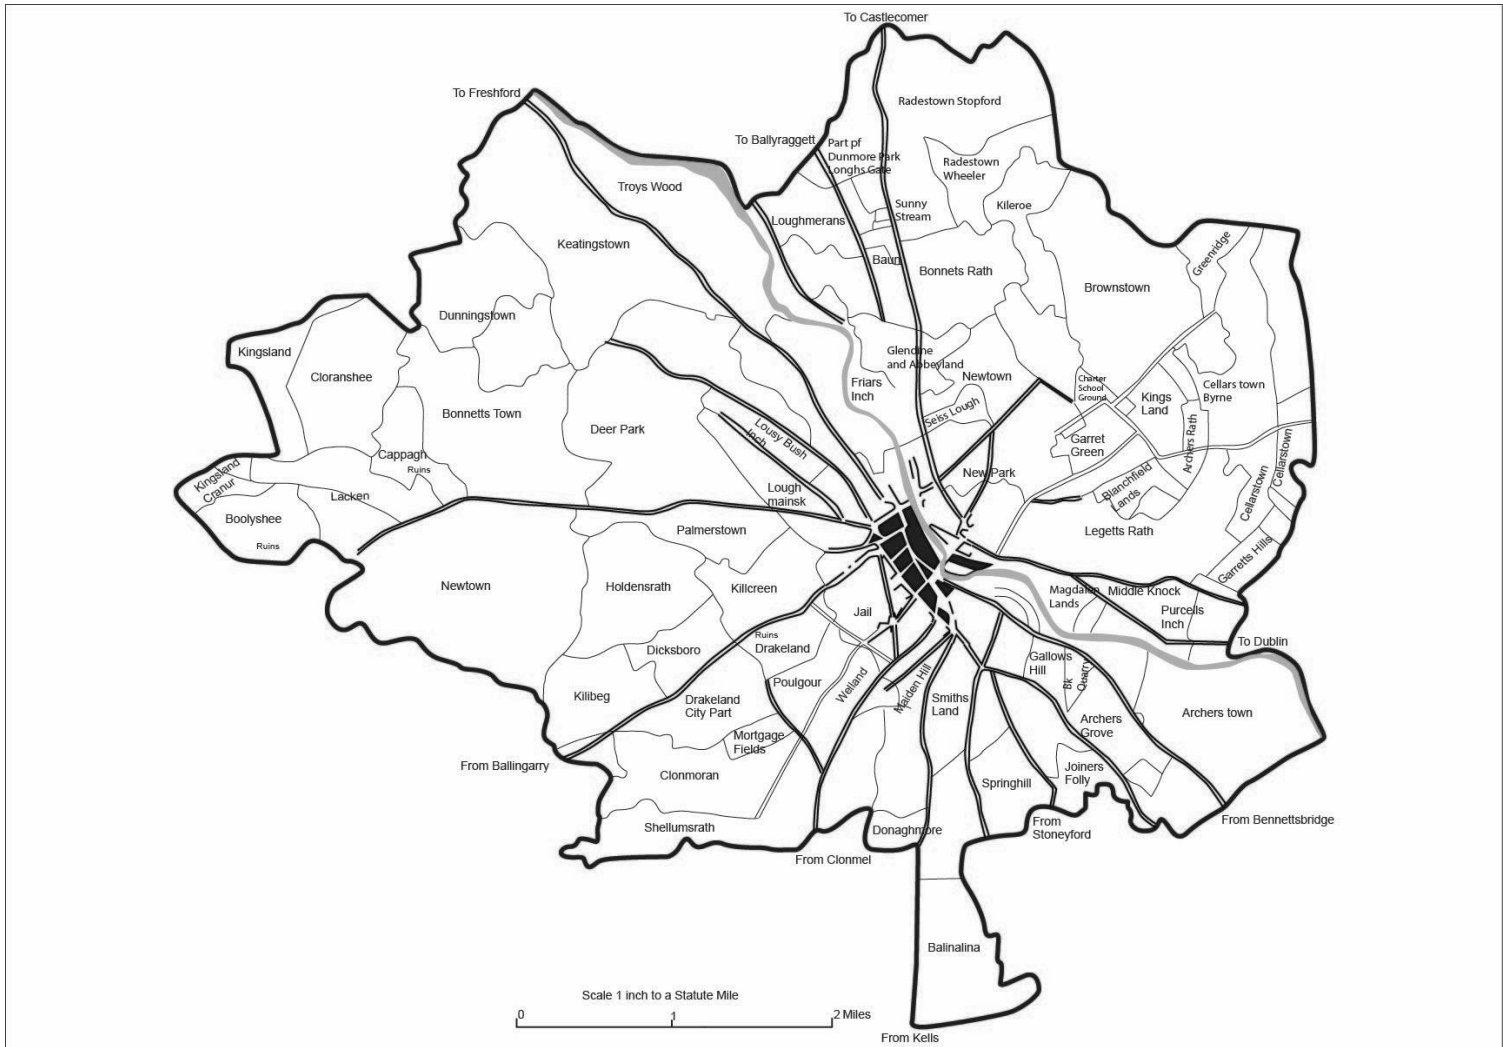 To Castlecomer
To Freshford
Radestown Stopford
To Ballyraggett
Part pf
Dunmore Park
Longhs Gate
Radestown
Wheeler
Troys Wood
Sunny
Stream
Kileroe
Loughmerans
Keatingstown
Greenridge
Baun
Bonnets Rath
Brownstown
Dunningstown
Kingsland
Cloranshee
Glendine
and Abbeyland
Newtown
Friars
Inch
Charter
School
Ground
Kings
Land
Cellars town
Byrne
Bonnetts Town
Deer Park
Lousy Bush
Inch
Seiss Lough
Garret
Green
Archers Rath
Cappagh
Ruins
Kingsland
Cranur
Lacken
Lough
mainsk
New Park
Blanchfield
Lands
Cellarstown
Cellarstown
Boolyshee
Ruins
Palmerstown
Legetts Rath
Garretts Hills
Newtown
Holdensrath
Killcreen
Jail
Magdalen
Lands
Middle Knock
Purcells
Inch
To Dublin
Ruins
Drakeland
Dicksboro
Gallows
Hill
Bk
Quarry
Poulgour
Welland
Maiden Hill
Smiths
Land
Kilibeg
Drakeland
City Part
Archers
Grove
Archers town
Mortgage
Fields
From Ballingarry
Clonmoran
Springhill
Joiners
Folly
Shellumsrath
Donaghmore
From
Stoneyford
From Bennettsbridge
From Clonmel
Balinalina
Scale 1 inch to a Statute Mile
0 1 2 Miles
From Kells